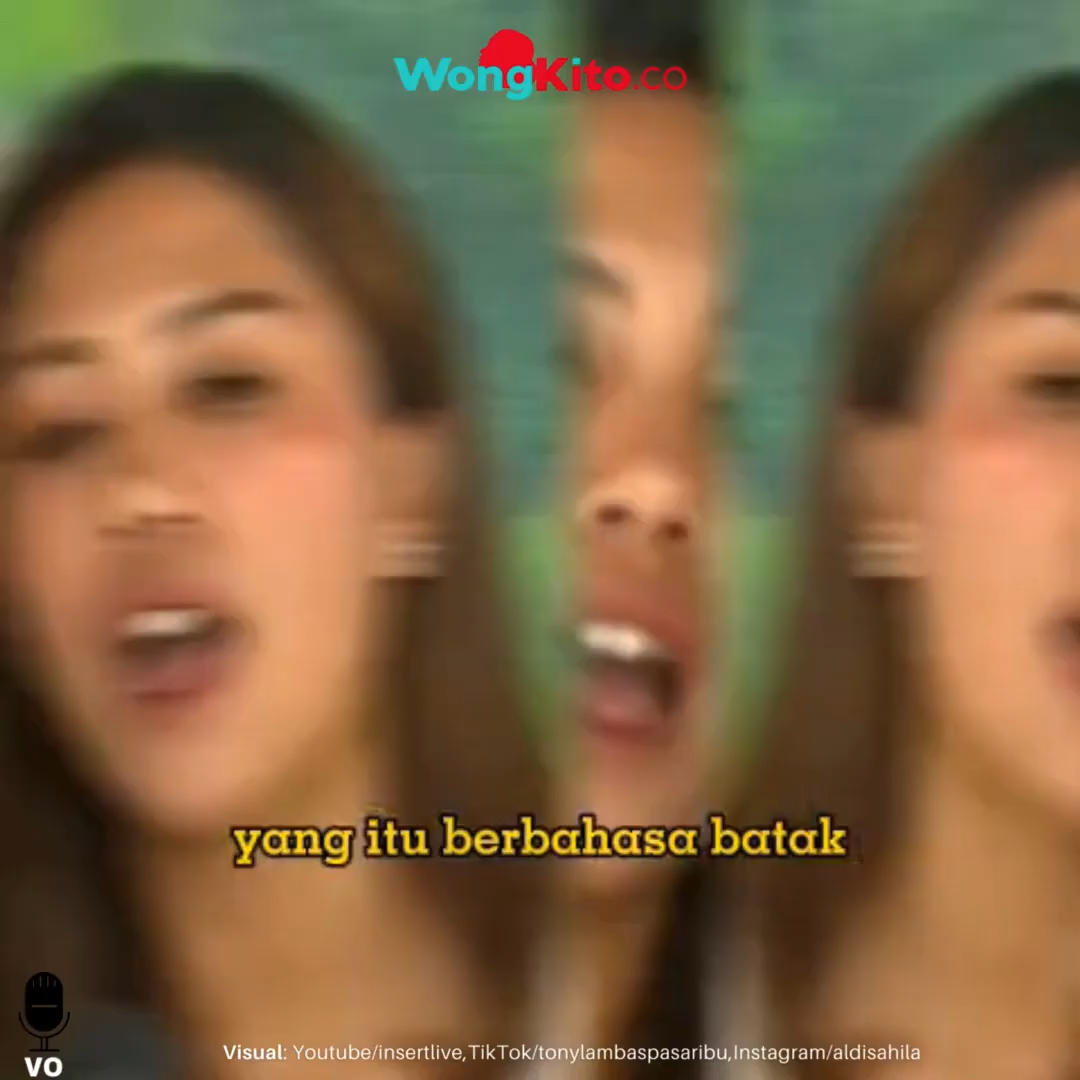 WongKito.co
yang itu berbahasa batak
VO
Visual: Youtube/insertlive,TikTok/tonylambaspasaribu,Instagram/aldisahila